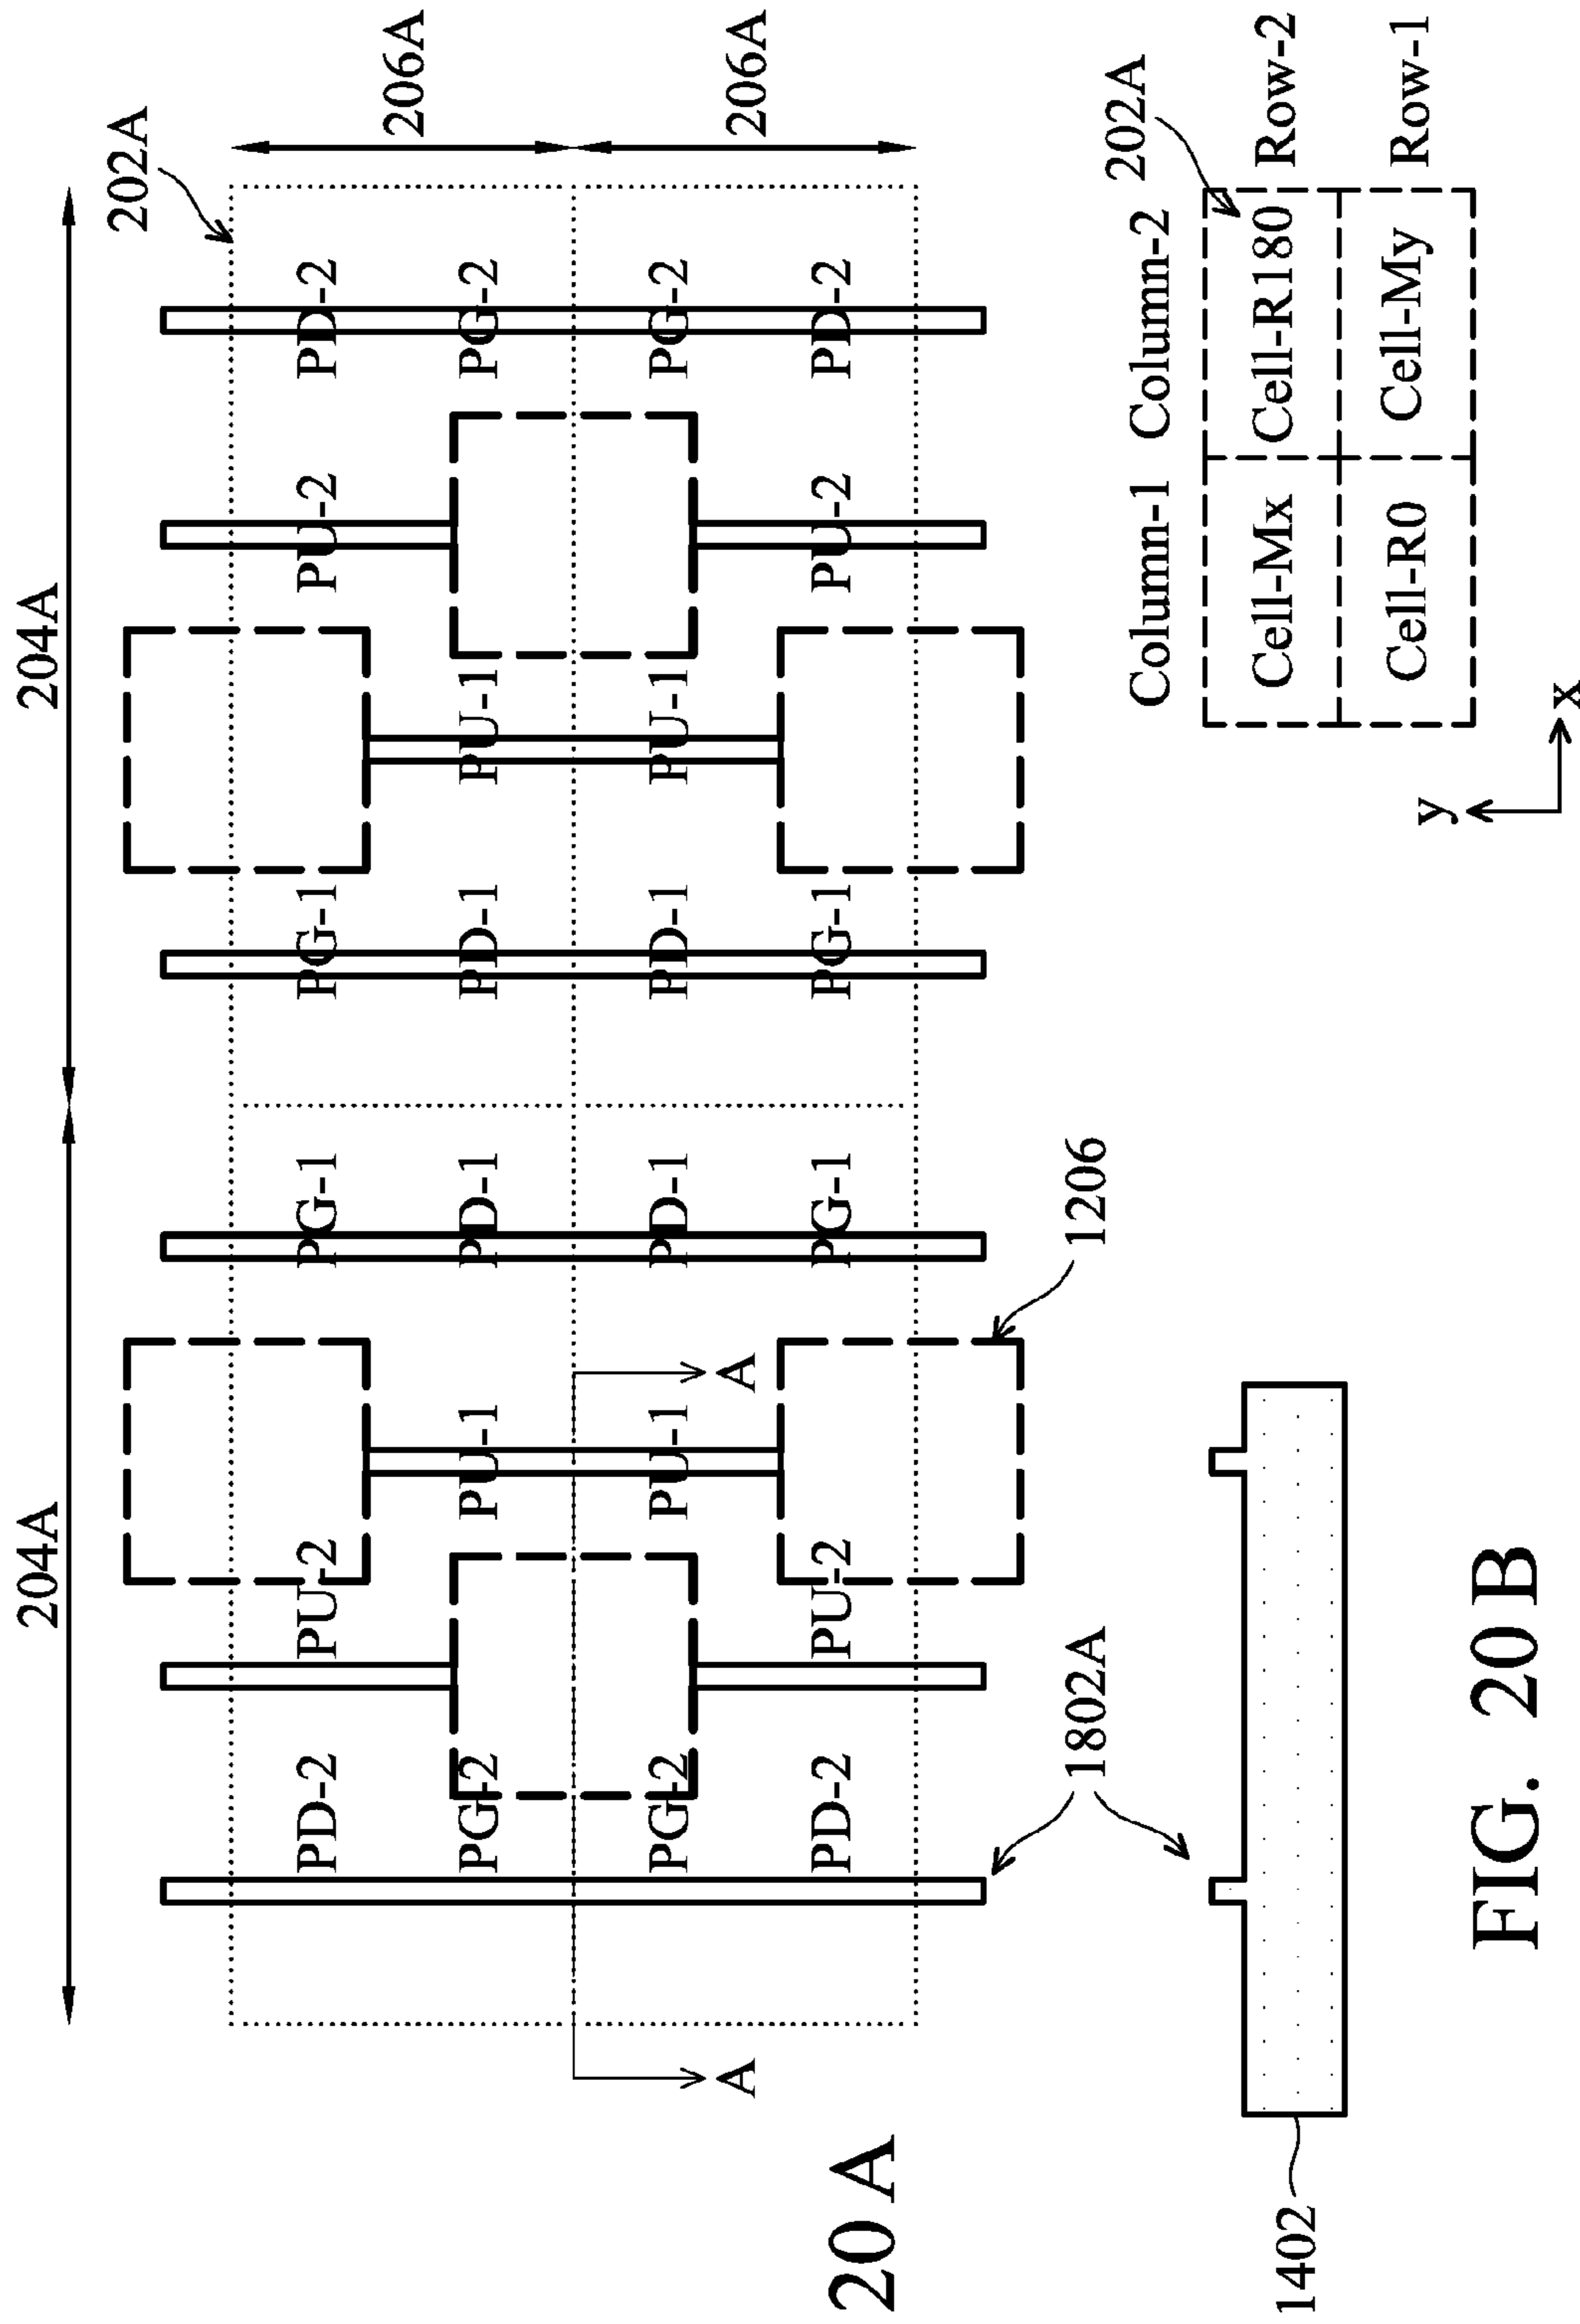 204A 204A
202A
PD-2 PU-2 PG-1 PG-1 PU-2 PD-2
206A
PG-2 PU-1 PD-1 PD-1 PU-1 PG-2
PG-2 PU-1 PD-1 PD-1 PU-1 PG-2
A A 206A
PD-2 PU-2 PG-1 PG-1 PU-2 PD-2
20 A
1802A 1206
202A
Column-1 Column-2
Cell-Mx Cell-R180 Row-2
1402
Cell-R0 Cell-My Row-1
y
x
FIG. 20 B